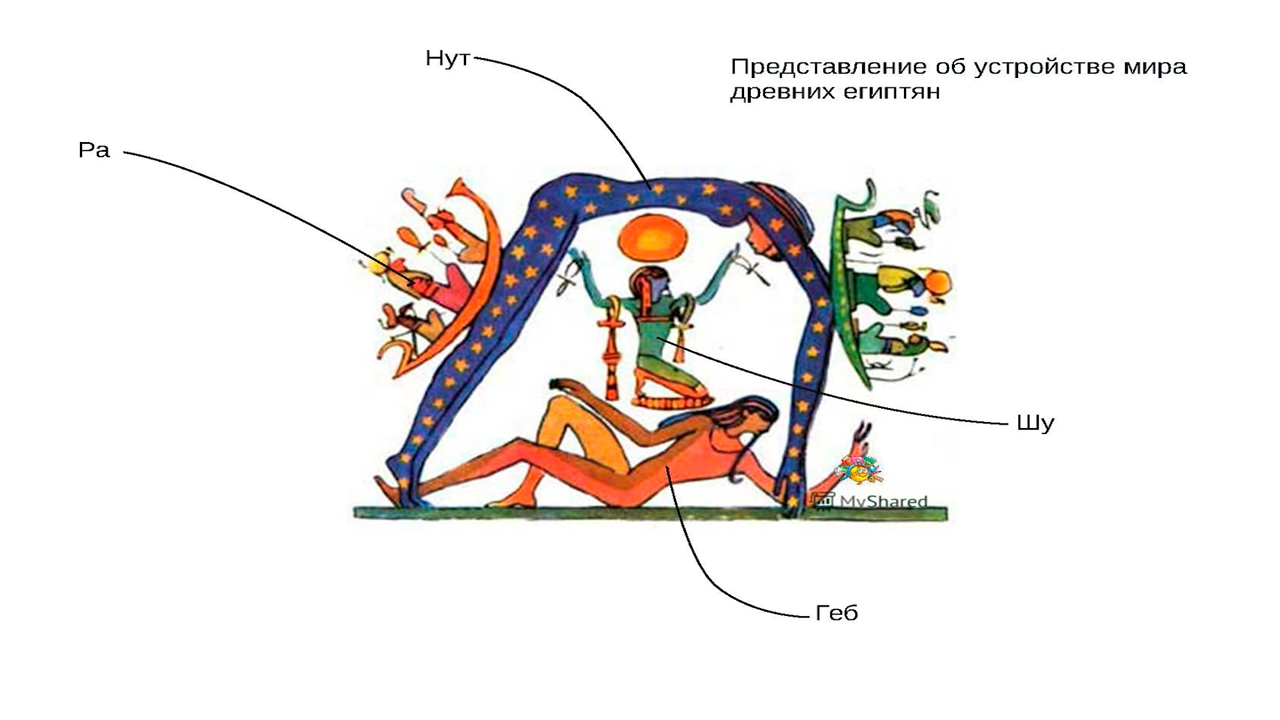 Нут
Представление об устройстве мира
древних египтян
Ра
Шу
MyShared
Геб